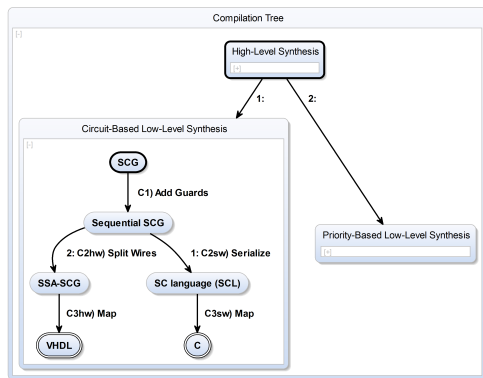 Compilation Tree
[-]
High-Level Synthesis
[+]
1:
2:
Circuit-Based Low-Level Synthesis
[-]
SCG
C1) Add Guards
Sequential SCG
2: C2hw) Split Wires
1: C2sw) Serialize
SSA-SCG
SC language (SCL)
C3hw) Map
C3sw) Map
VHDL
C
Priority-Based Low-Level Synthesis
[+]